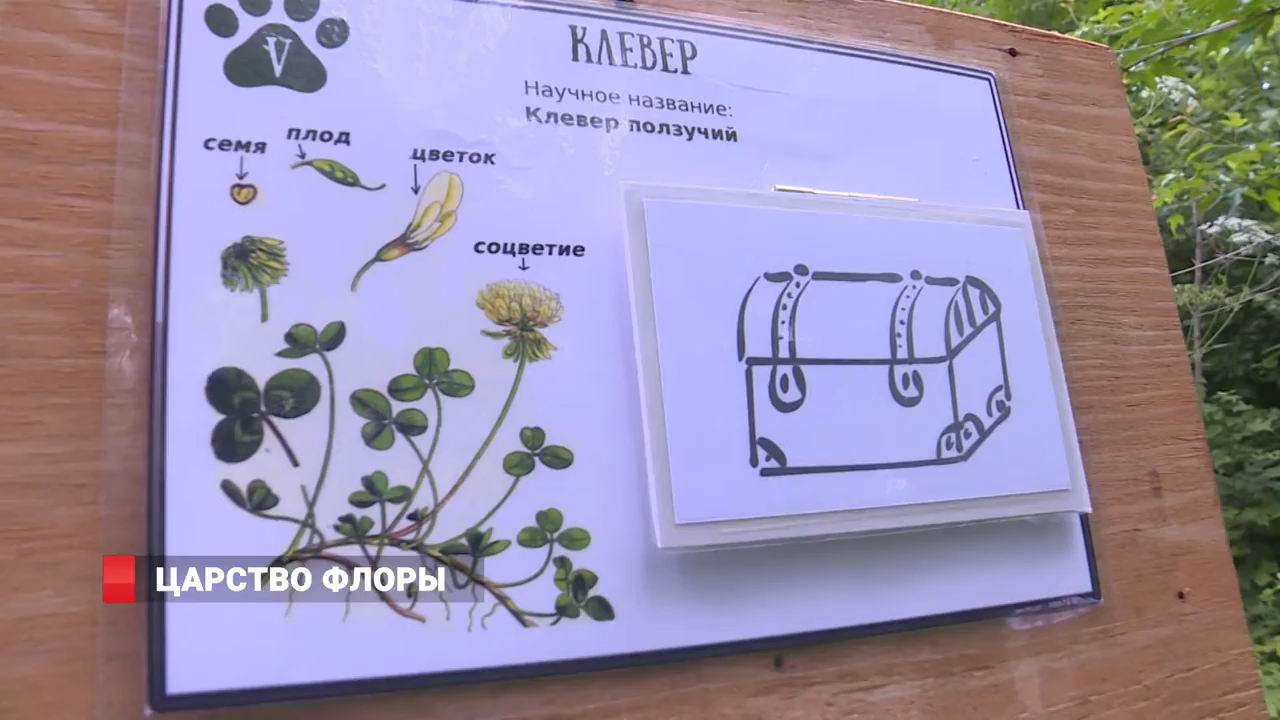 V
КЛЕВЕР
Научное название:
Клевер ползучий
семя
плод
цветок
соцветие
ЦАРСТВО ФЛОРЫ